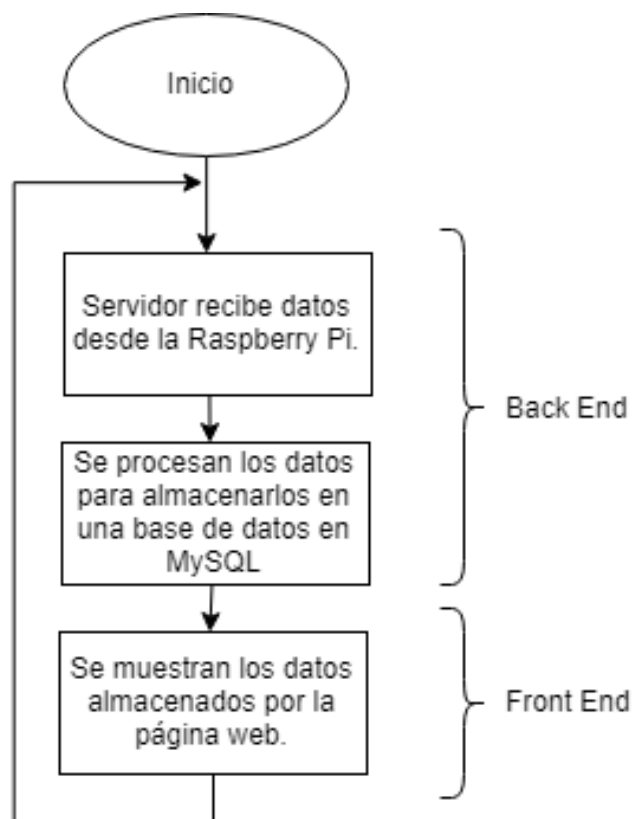 Inicio
Servidor recibe datos
desde la Raspberry Pi.
Back End
Se procesan los datos
para almacenarlos en
una base de datos en
MySQL
Se muestran los datos
almacenados por la
página web.
Front End